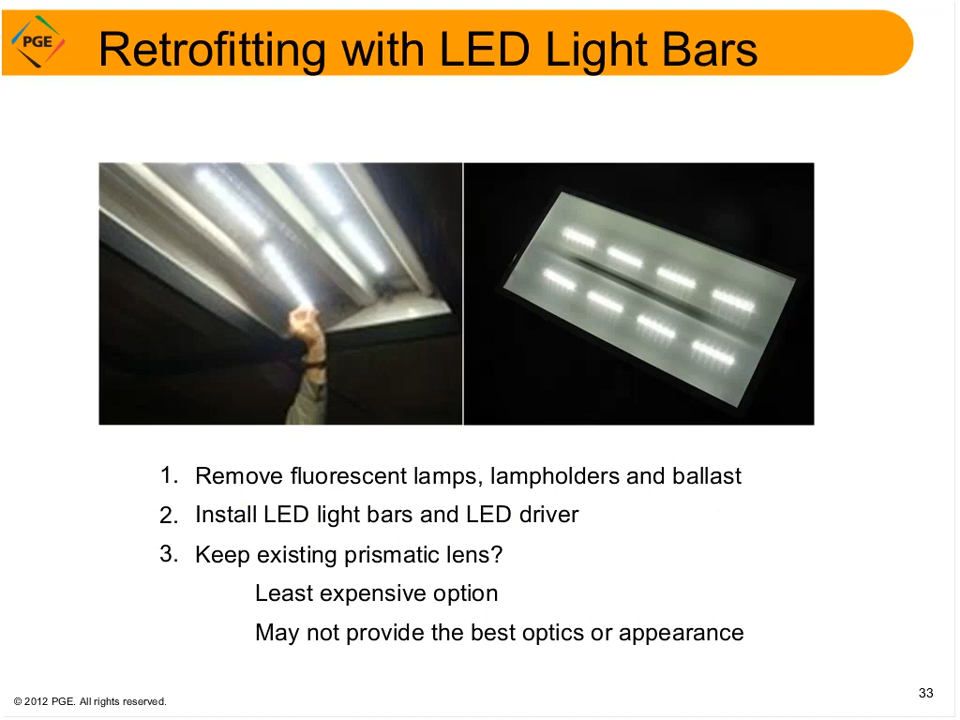 PGE
Retrofitting with LED Light Bars
1. Remove fluorescent lamps, lampholders and ballast
2. Install LED light bars and LED driver
3. Keep existing prismatic lens?
Least expensive option
May not provide the best optics or appearance
© 2012 PGE. All rights reserved.
33